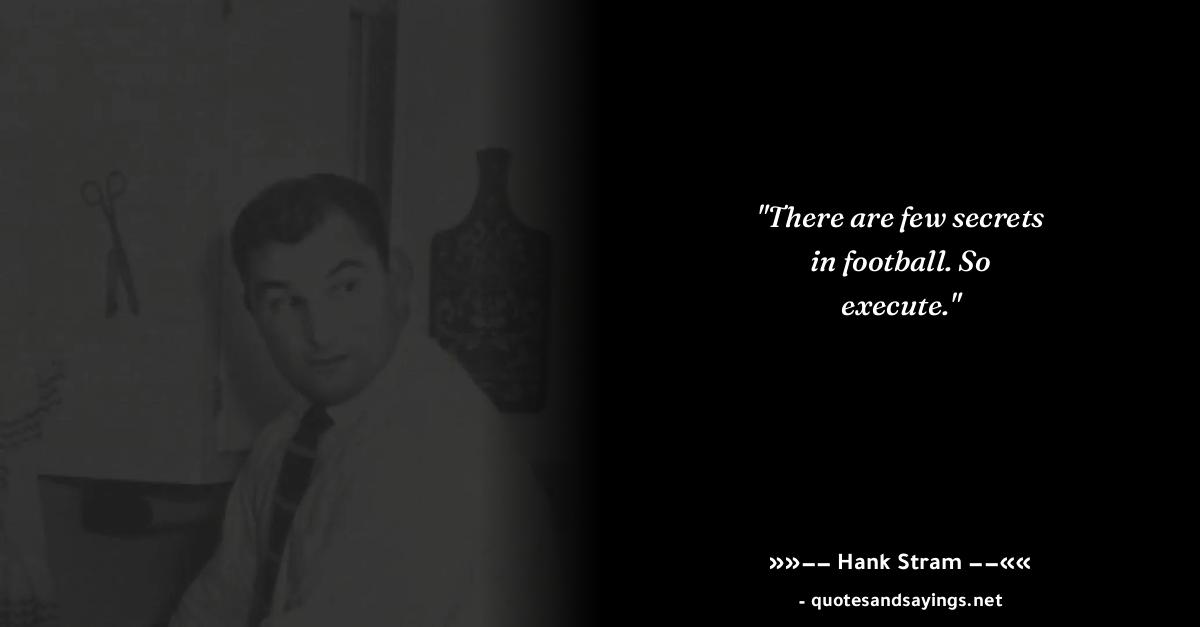 "There are few secrets
in football. So
execute."
»»–– Hank Stram ––««
- quotesandsayings.net